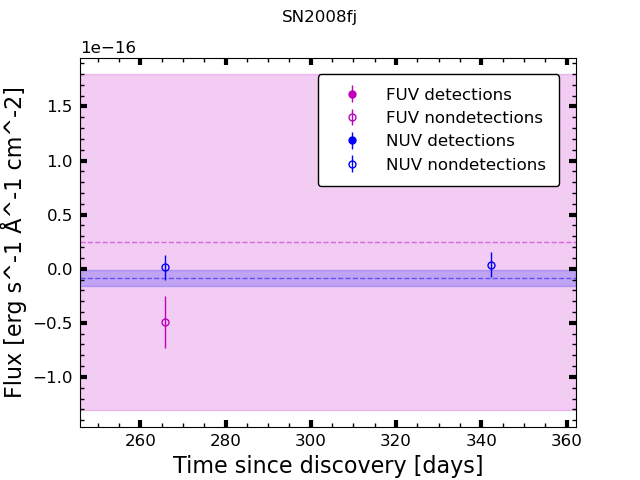 SN2008fj
1e−16
1.5
1.0
0.5
0.0
−0.5
−1.0
Flux [erg s^-1 Å^-1 cm^-2]
FUV detections
FUV nondetections
NUV detections
NUV nondetections
260 280 300 320 340 360
Time since discovery [days]